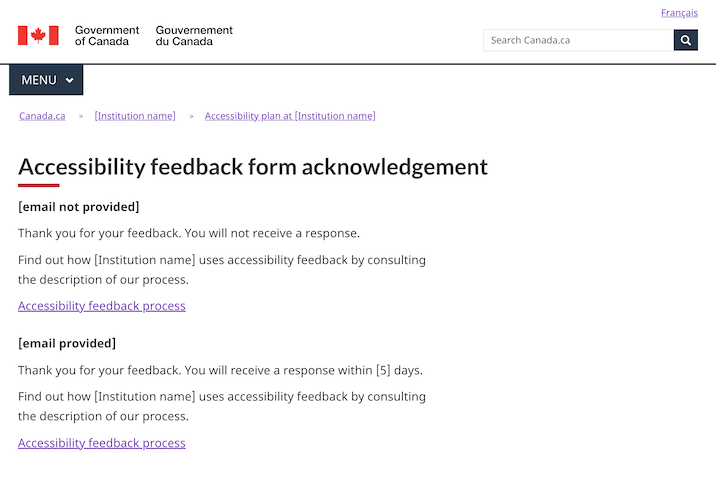 Français
Government
of Canada
Gouvernement
du Canada
Search Canada.ca
MENU
Canada.ca > [Institution name] > Accessibility plan at [Institution name]
Accessibility feedback form acknowledgement
[email not provided]
Thank you for your feedback. You will not receive a response.
Find out how [Institution name] uses accessibility feedback by consulting
the description of our process.
Accessibility feedback process
[email provided]
Thank you for your feedback. You will receive a response within [5] days.
Find out how [Institution name] uses accessibility feedback by consulting
the description of our process.
Accessibility feedback process